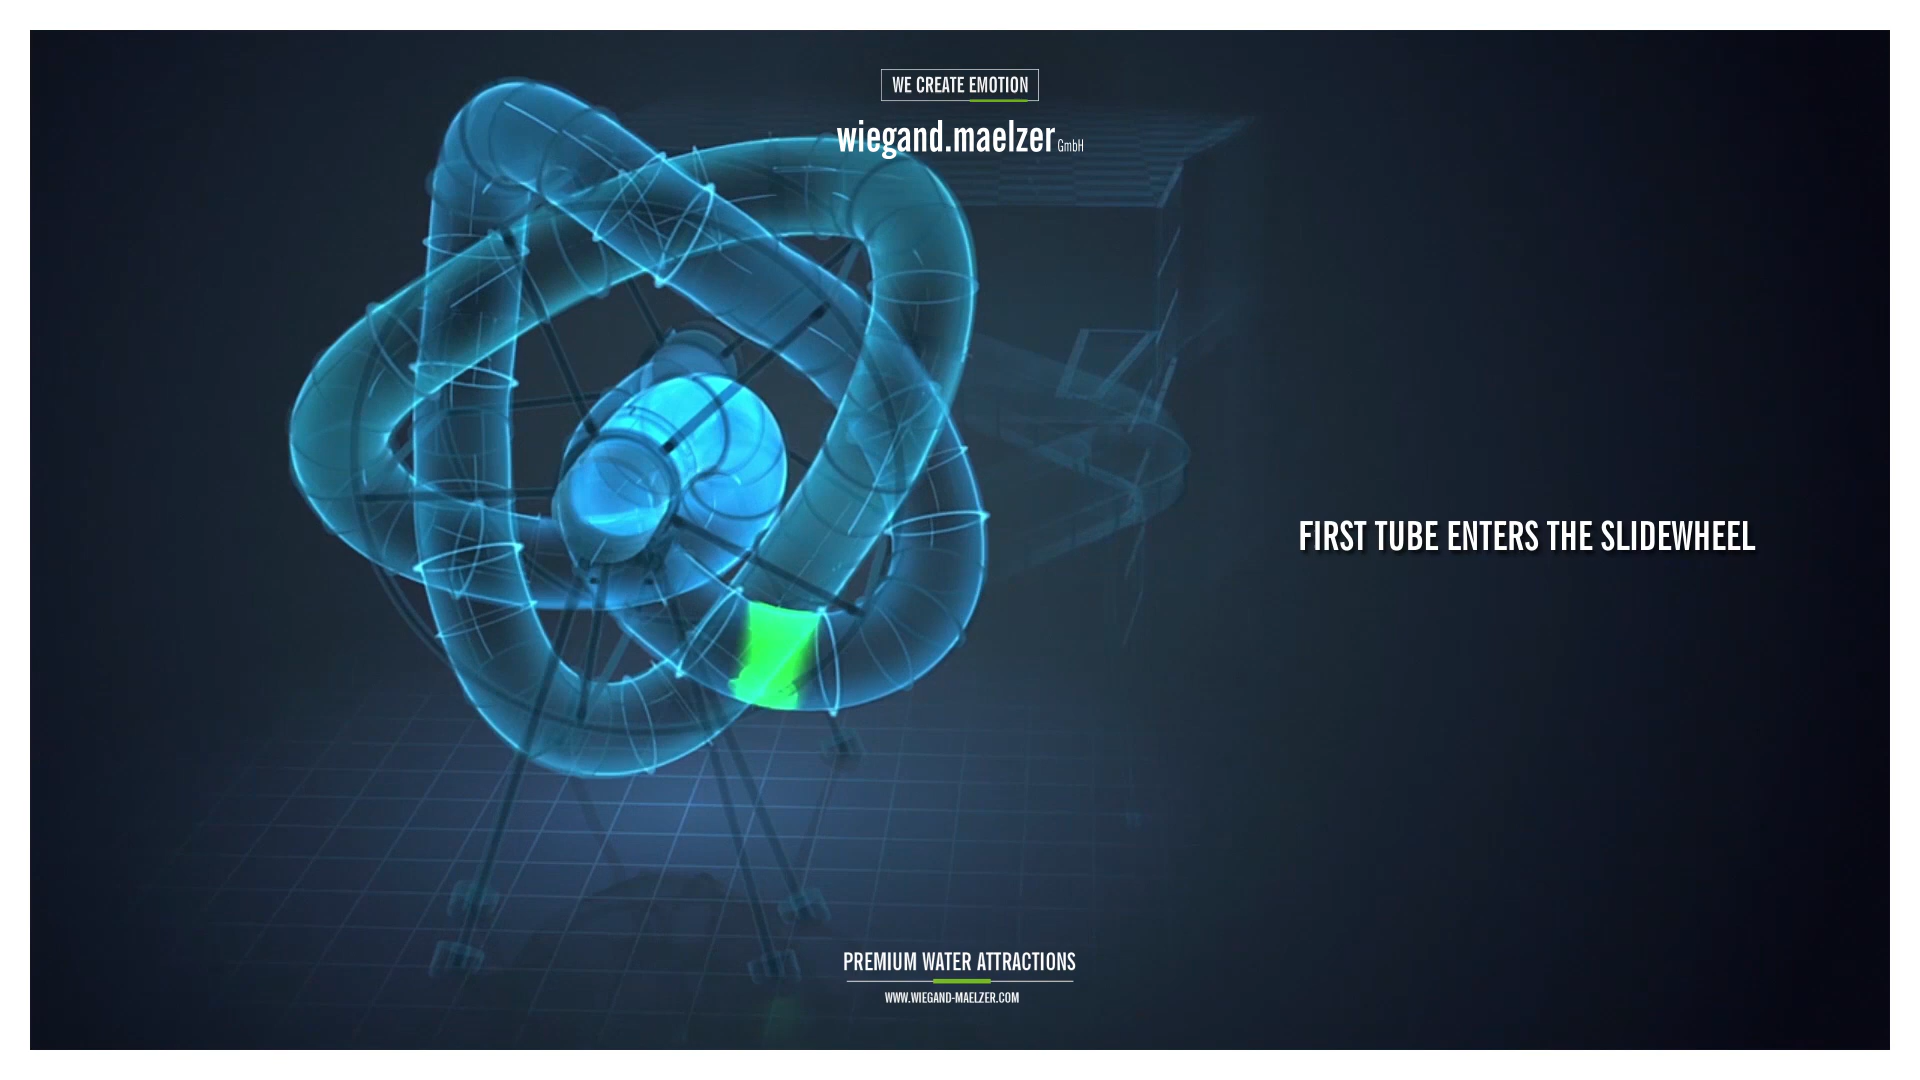 WE CREATE EMOTION
wiegand.maelzer GmbH
FIRST TUBE ENTERS THE SLIDEWHEEL
PREMIUM WATER ATTRACTIONS
WWW.WIEGAND-MAELZER.COM